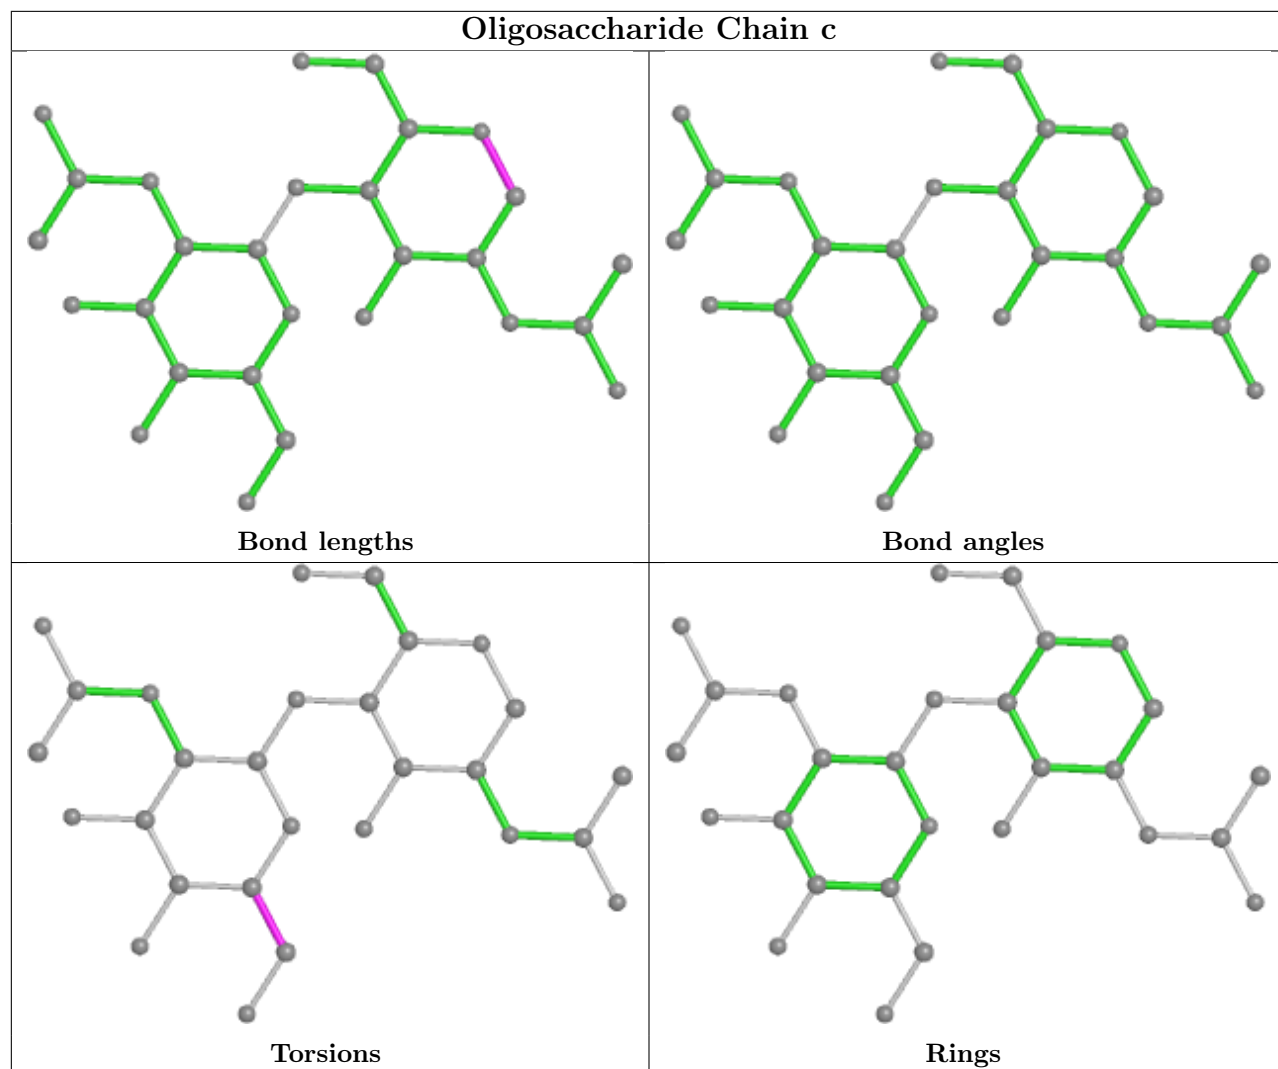 Oligosaccharide Chain c
Bond lengths
Bond angles
Torsions
Rings